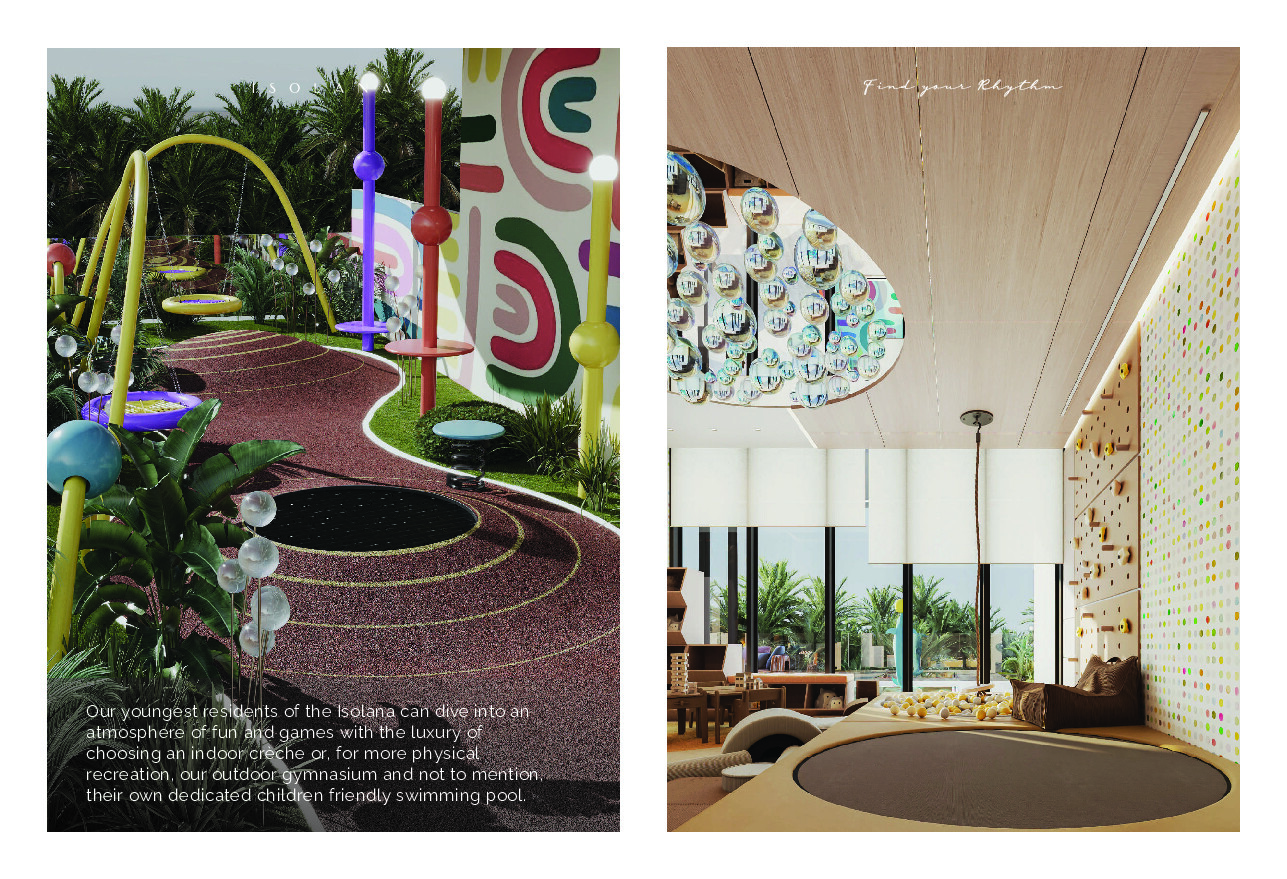 ISOLANA
Our youngest residents of the Isolana can dive into an
atmosphere of fun and games with the luxury of
choosing an indoor crèche or, for more physical
recreation, our outdoor gymnasium and not to mention,
their own dedicated children friendly swimming pool.
Find your Rhythm